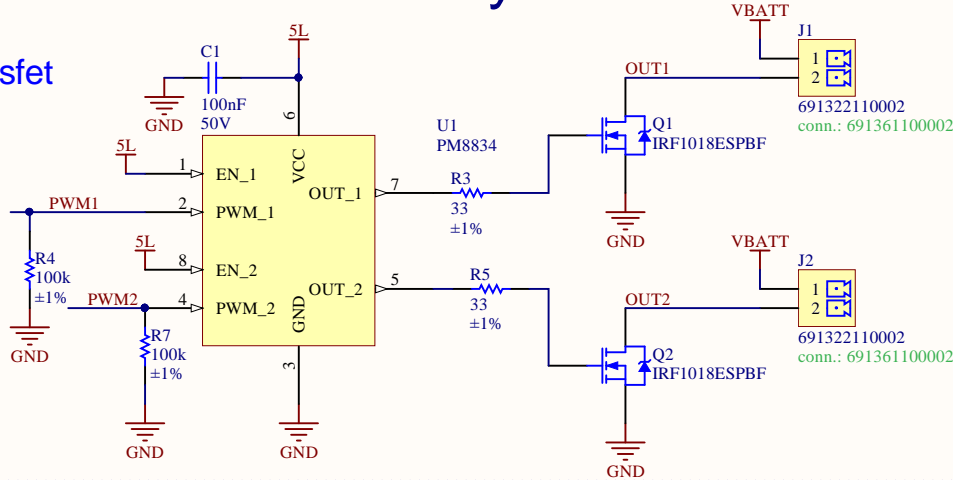 y
sfet
5L
C1
100nF
50V
GND
6
U1
PM8834
5L
1
EN_1
VCC
OUT_1
7
R3
33
±1%
PWM1
2
PWM_1
R4
100k
±1%
GND
5L
8
EN_2
PWM2
4
PWM_2
OUT_2
5
R5
33
±1%
R7
100k
±1%
GND
GND
3
GND
VBATT
J1
1
2
691322110002
conn.: 691361100002
OUT1
Q1
IRF1018ESPBF
GND
VBATT
J2
1
2
691322110002
conn.: 691361100002
OUT2
Q2
IRF1018ESPBF
GND